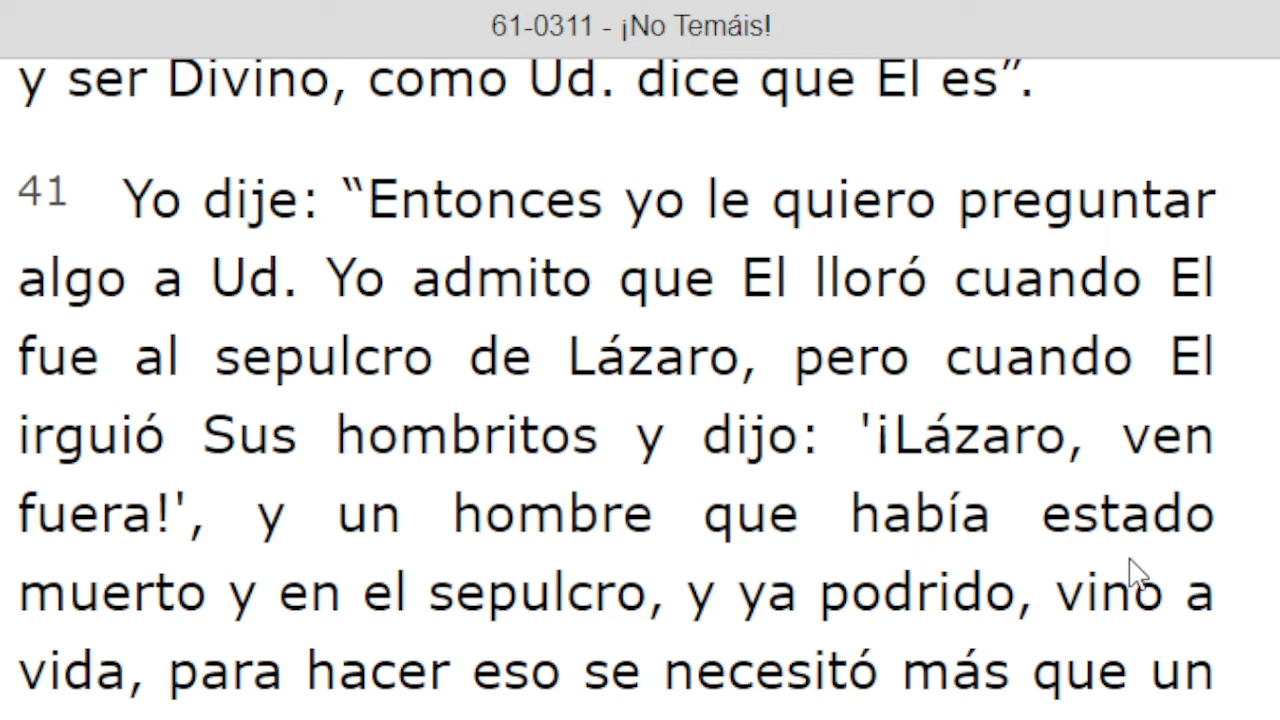 61-0311 - ¡No Temáis!
y ser Divino, como Ud. dice que El es”.
41 Yo dije: “Entonces yo le quiero preguntar
algo a Ud. Yo admito que El lloró cuando El
fue al sepulcro de Lázaro, pero cuando El
irguió Sus hombritos y dijo: '¡Lázaro, ven
fuera!', y un hombre que había estado
muerto y en el sepulcro, y ya podrido, vino a
vida, para hacer eso se necesitó más que un